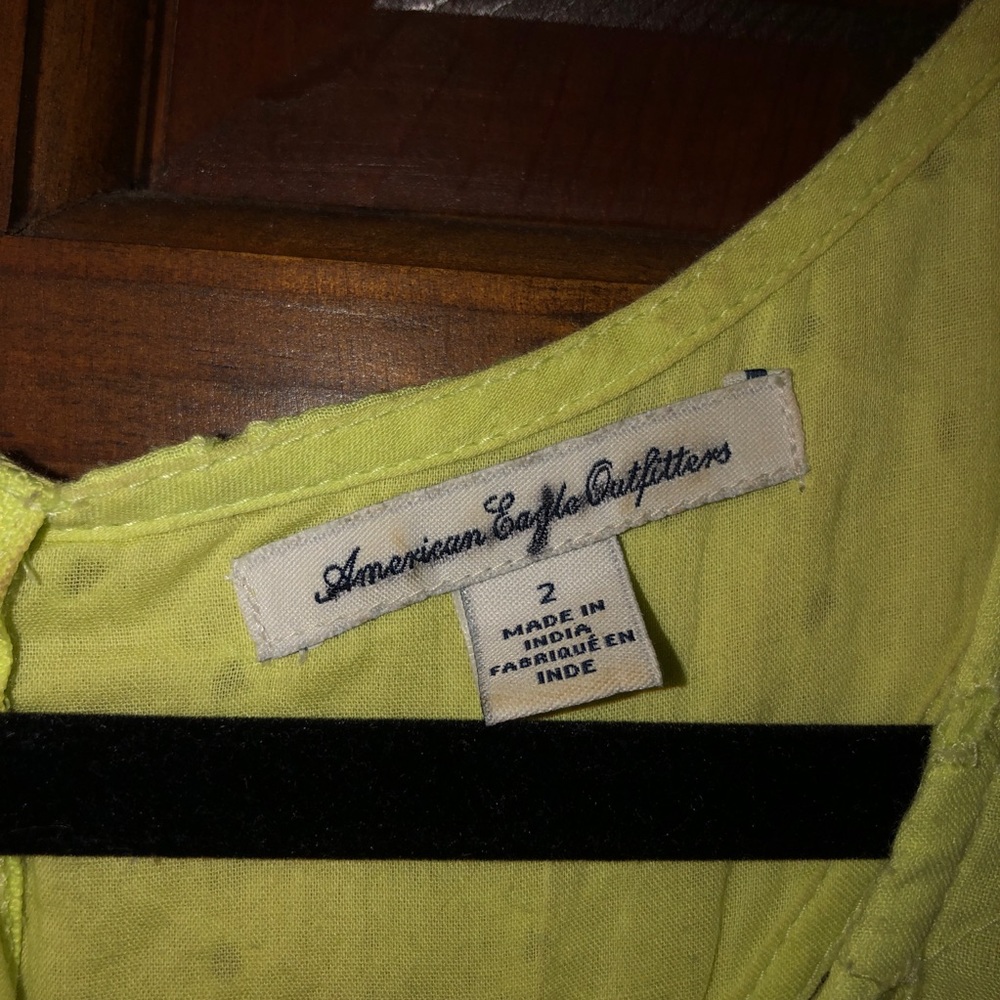 American Eagle Outfitters
2
MADE IN
INDIA
FABRIQUÉ EN
INDE